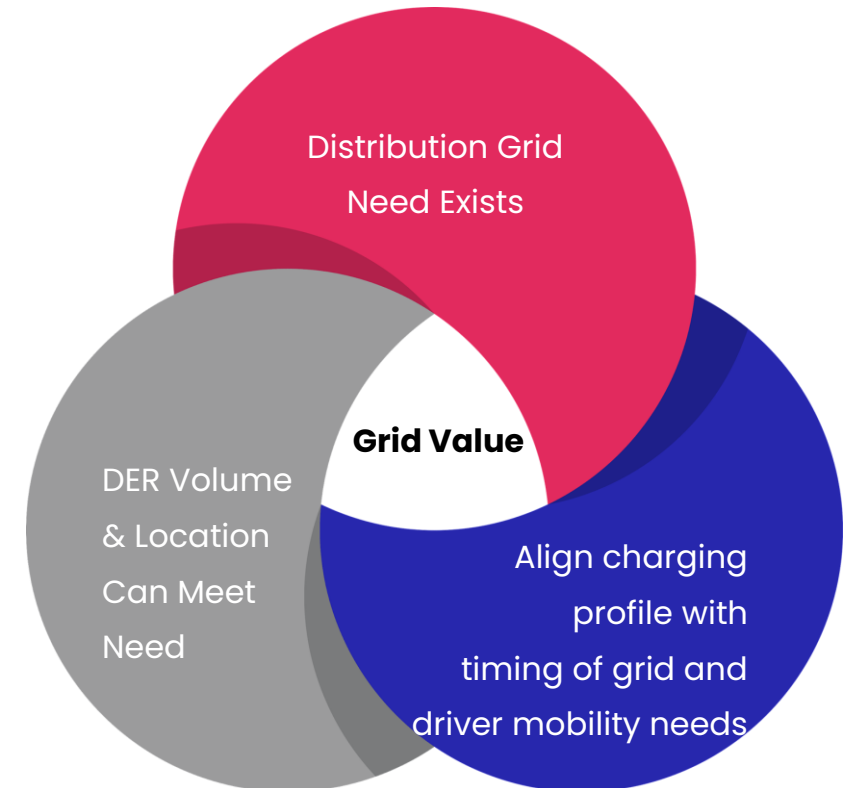 Distribution Grid
Need Exists
Grid Value
DER Volume
& Location
Can Meet
Need
Align charging
profile with
timing of grid and
driver mobility needs